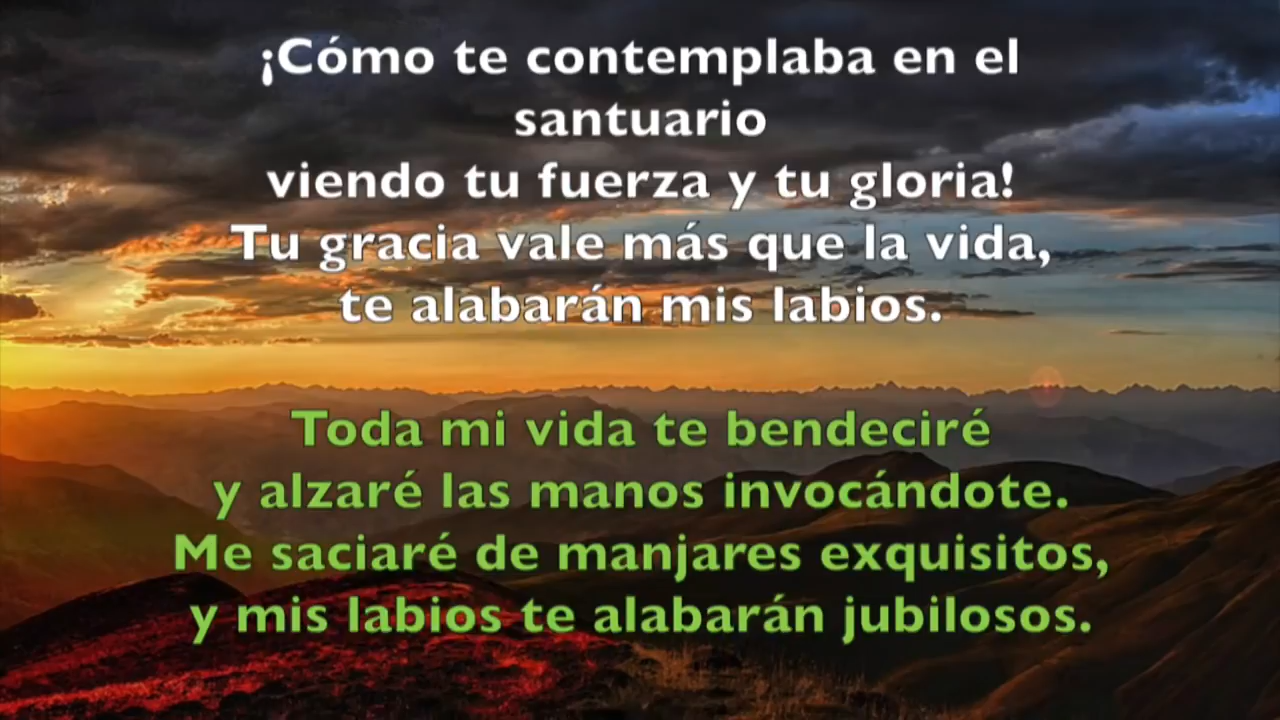 ¡Cómo te contemplaba en el
santuario
viendo tu fuerza y tu gloria!
Tu gracia vale más que la vida,
te alabarán mis labios.
Toda mi vida te bendeciré
y alzaré las manos invocándote.
Me saciaré de manjares exquisitos,
y mis labios te alabarán jubilosos.